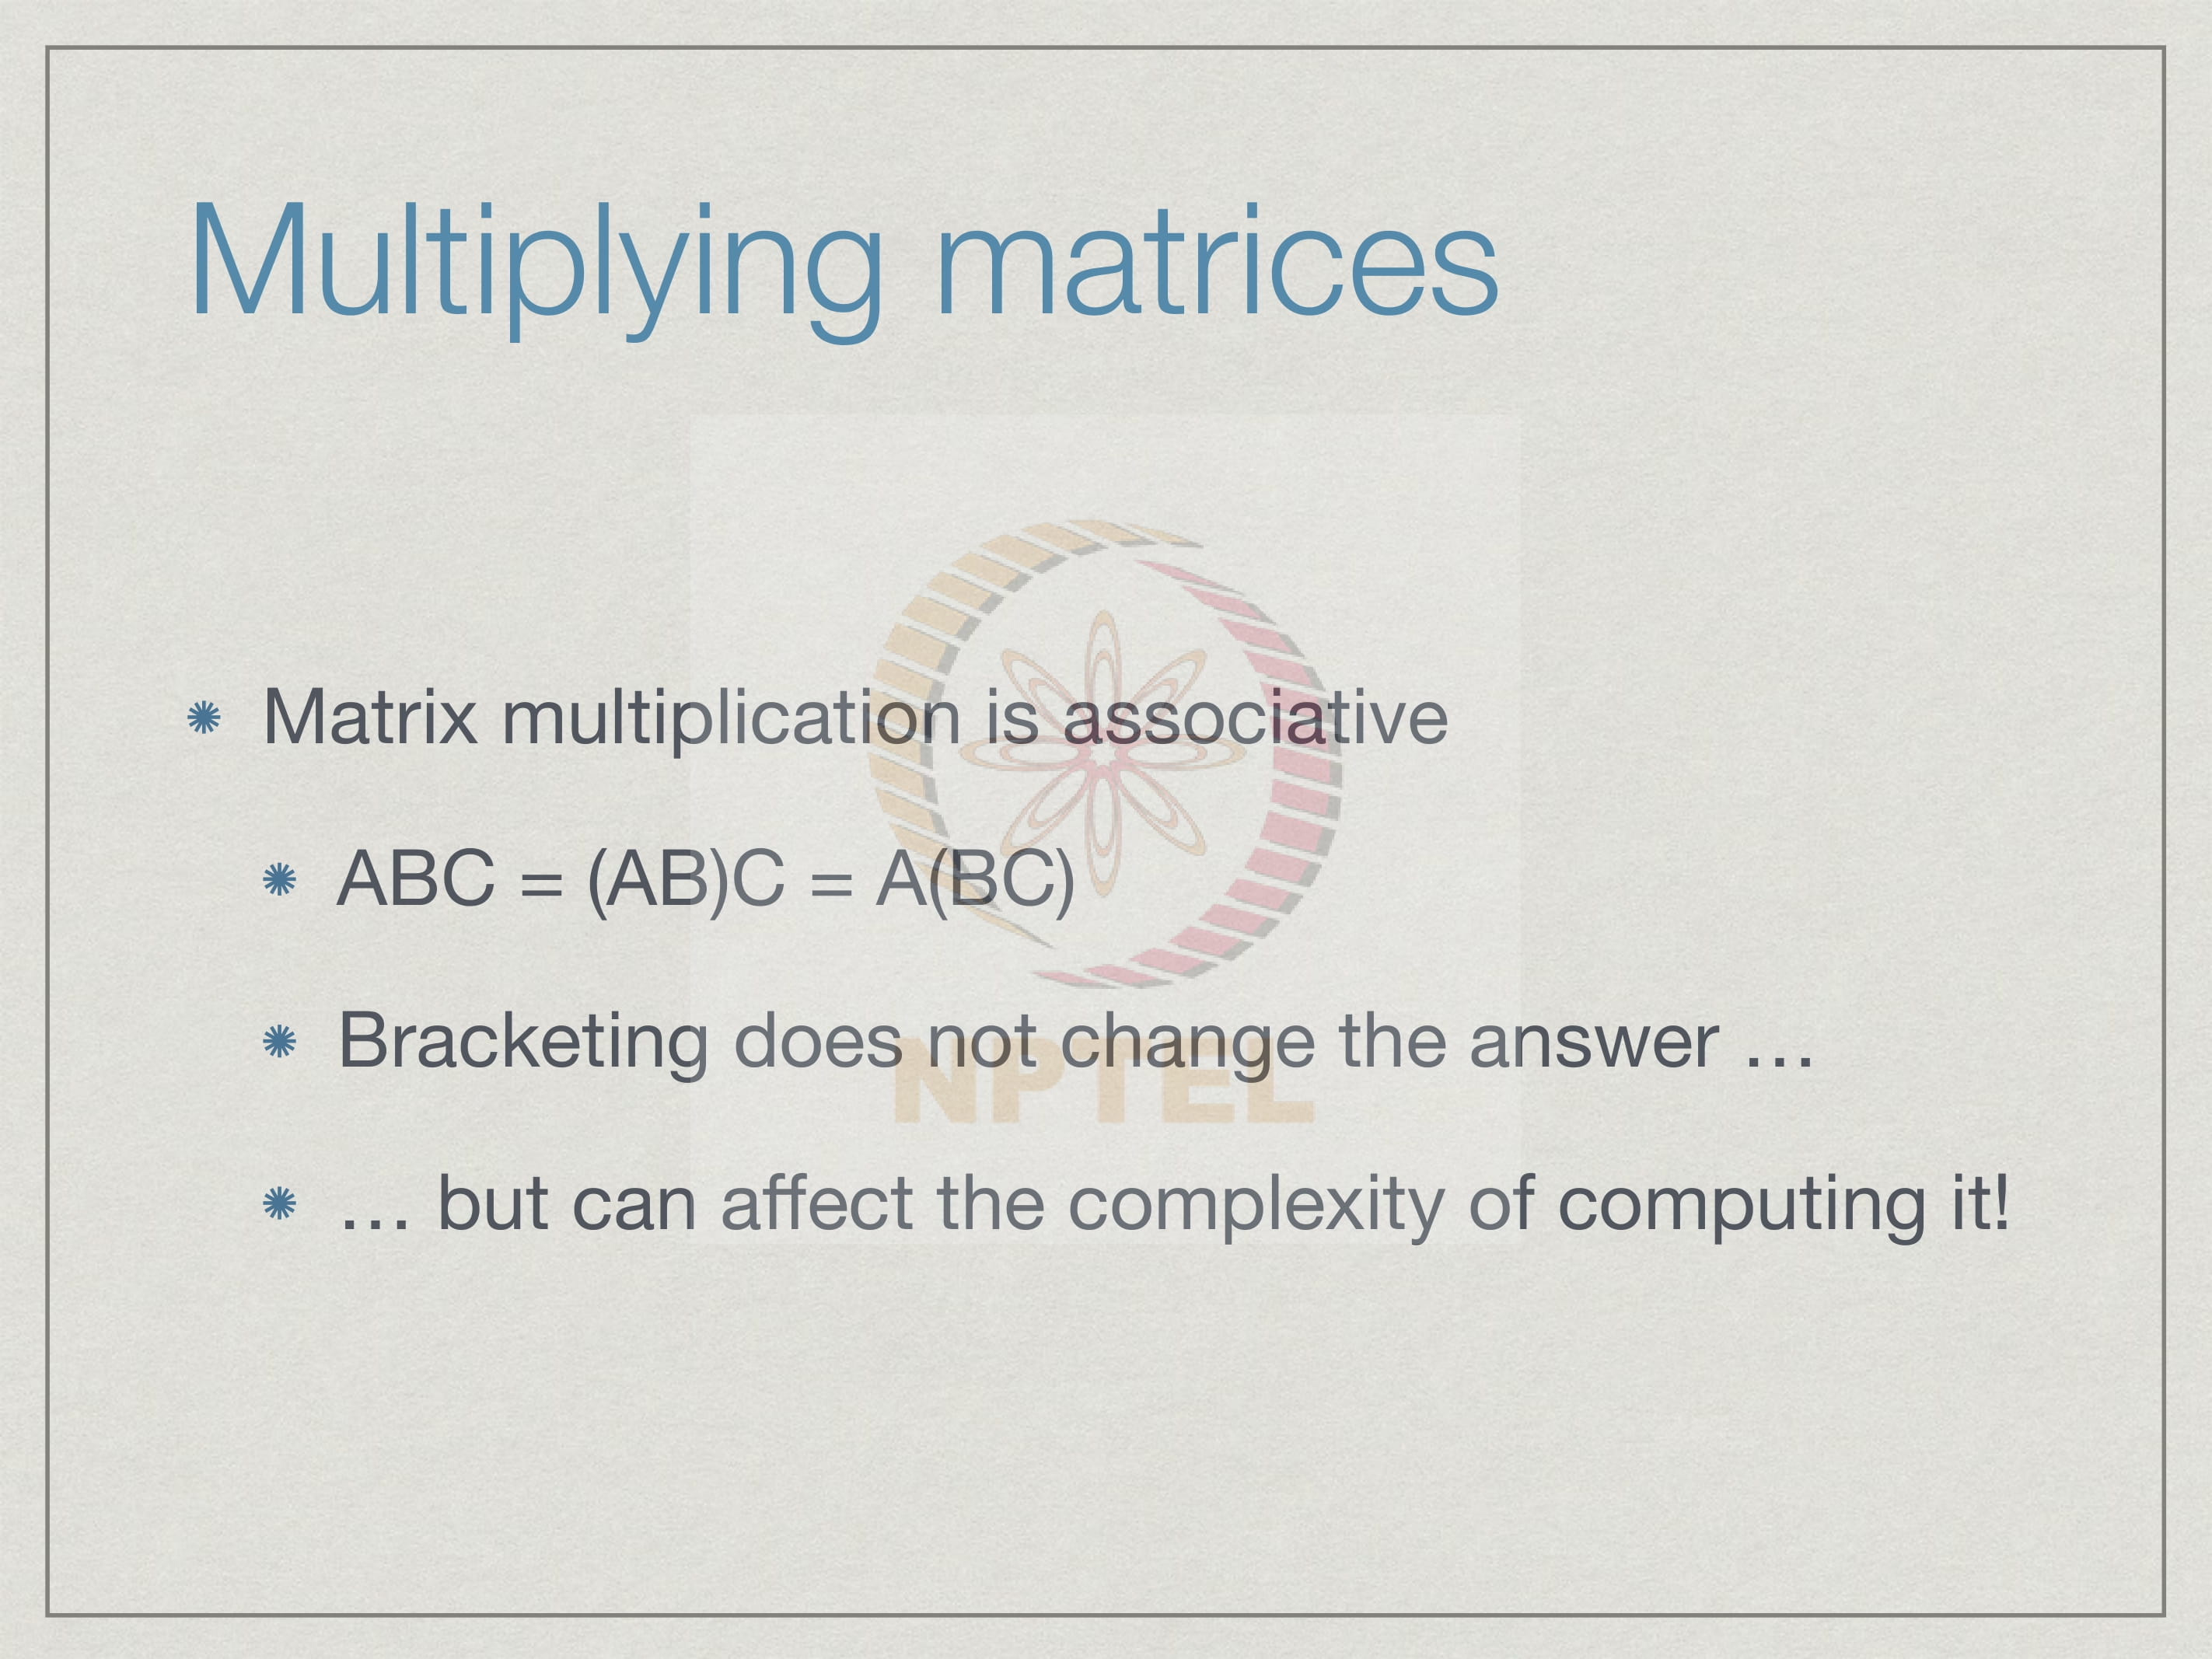 Multiplying matrices
Matrix multiplication is associative
ABC = (AB)C = A(BC)
Bracketing does not change the answer …
NPTEL
… but can affect the complexity of computing it!